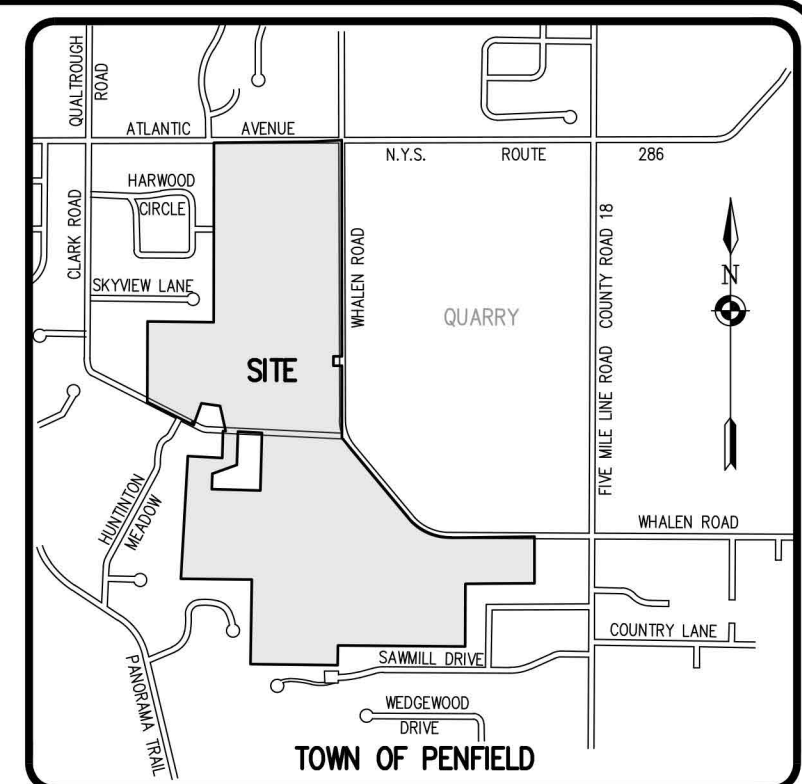 QUALTROUGH
ROAD
ATLANTIC AVENUE
N.Y.S. ROUTE 286
HARWOOD
CIRCLE
CLARK ROAD
SKYVIEW LANE
WHALEN ROAD
FIVE MILE LINE ROAD COUNTY ROAD 18
N
QUARRY
SITE
HUNTINTON
MEADOW
WHALEN ROAD
COUNTRY LANE
SAWMILL DRIVE
PANORAMA TRAIL
WEDGEWOOD
DRIVE
TOWN OF PENFIELD